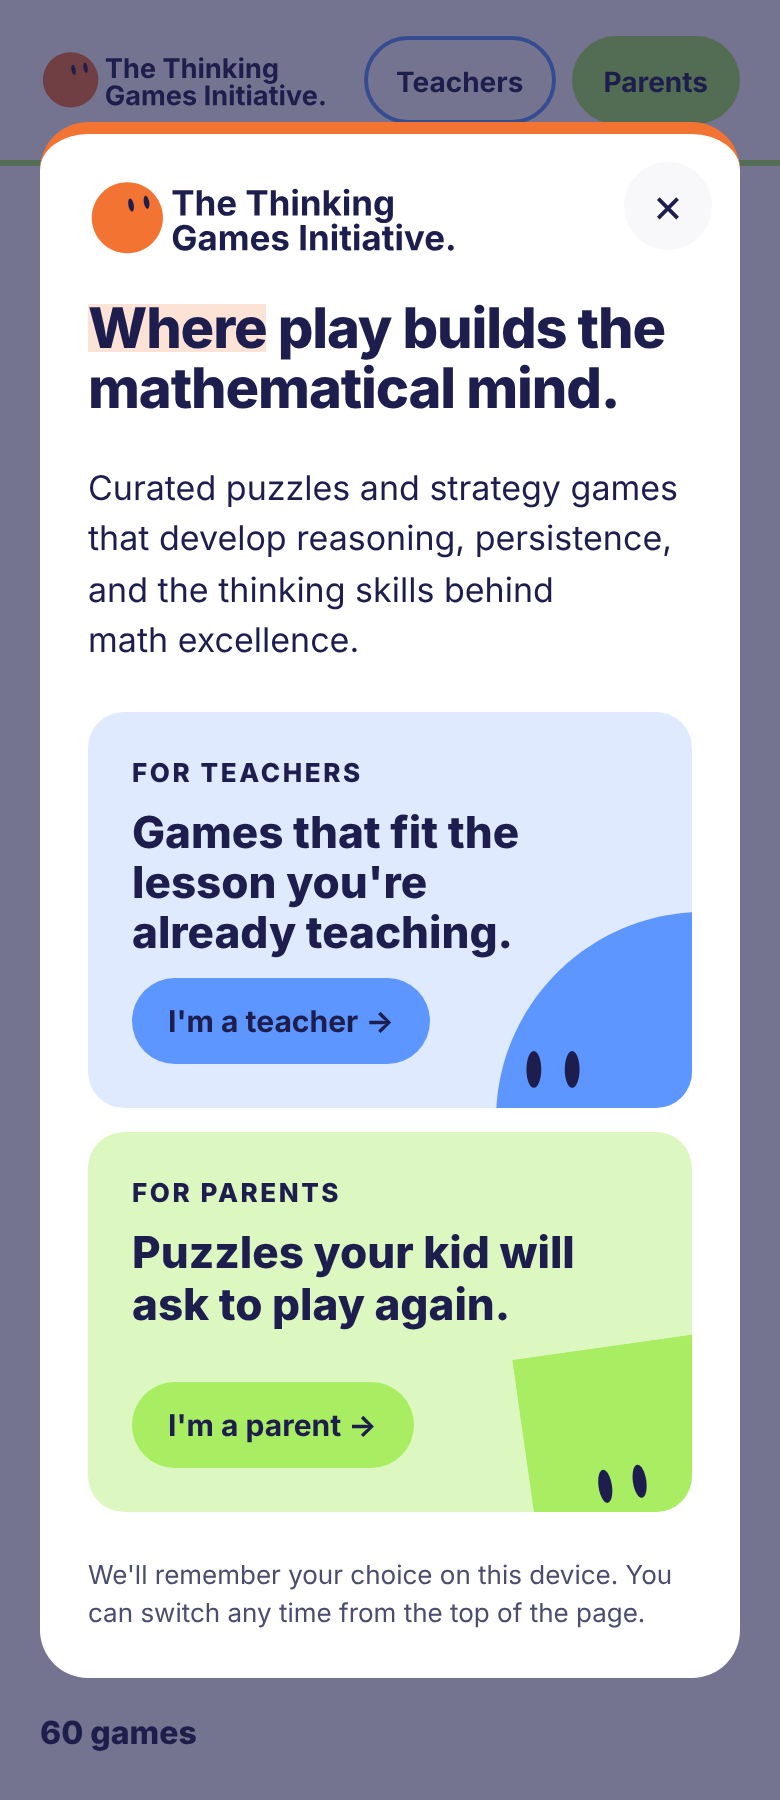 The Thinking
Games Initiative.
Teachers
Parents
The Thinking
Games Initiative.
×
Where play builds the
mathematical mind.
Curated puzzles and strategy games
that develop reasoning, persistence,
and the thinking skills behind
math excellence.
FOR TEACHERS
Games that fit the
lesson you're
already teaching.
I'm a teacher →
FOR PARENTS
Puzzles your kid will
ask to play again.
I'm a parent →
We'll remember your choice on this device. You
can switch any time from the top of the page.
60 games